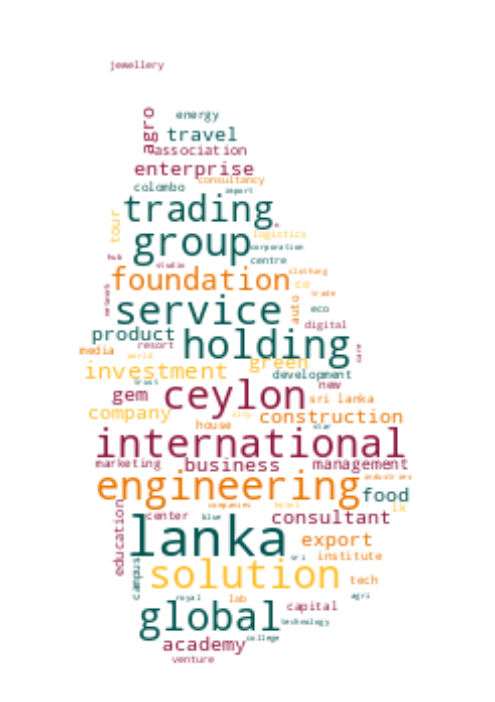 jewellery
agro
energy
travel
association
enterprise
consultancy
colombo
import
trading
tour
group
logistics
corporation
hub
studio
centre
foundation
clothing
network
co
trade
service
auto
eco
digital
product
holding
media
resort
care
world
green
investment
development
trust
new
gem
ceylon
sri lanka
company
city
construction
house
star
international
marketing
business
management
engineering
industries
food
companies
hotel
lk
education
center
blue
consultant
lanka
export
sri
institute
campus
solution
tech
royal
lab
agri
global
capital
technology
college
academy
venture